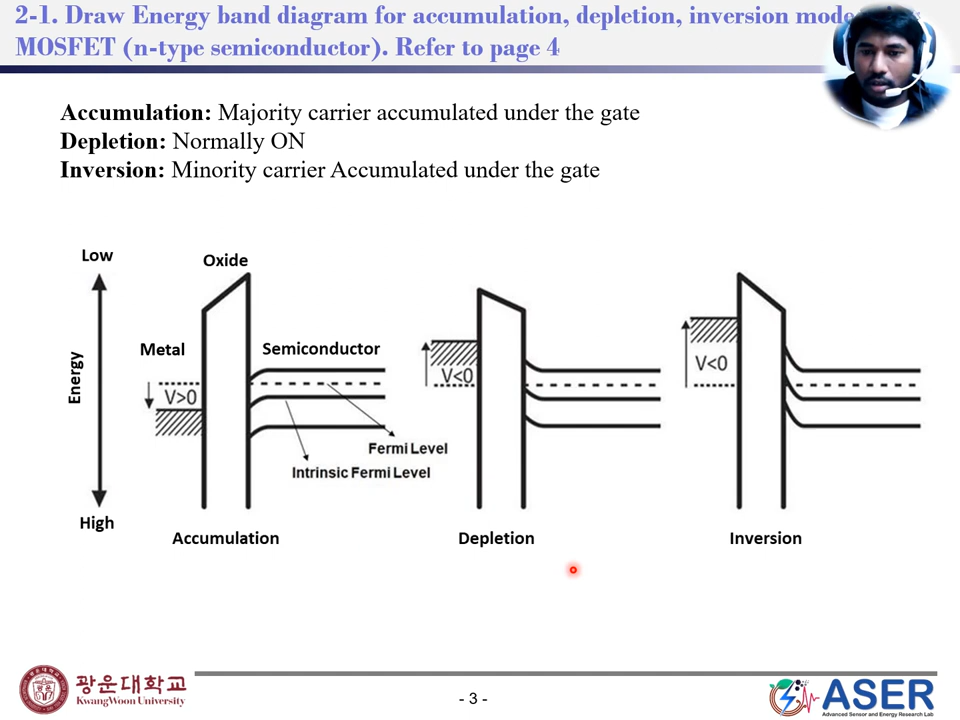 2-1. Draw Energy band diagram for accumulation, depletion, inversion mode
MOSFET (n-type semiconductor). Refer to page 4
Accumulation: Majority carrier accumulated under the gate
Depletion: Normally ON
Inversion: Minority carrier Accumulated under the gate
Low
Oxide
Metal
Semiconductor
Energy
V>0
V<0
V<0
Fermi Level
Intrinsic Fermi Level
High
Accumulation
Depletion
Inversion
광운대학교
KwangWoon University
- 3 -
ASER
Advanced Sensor and Energy Research Lab